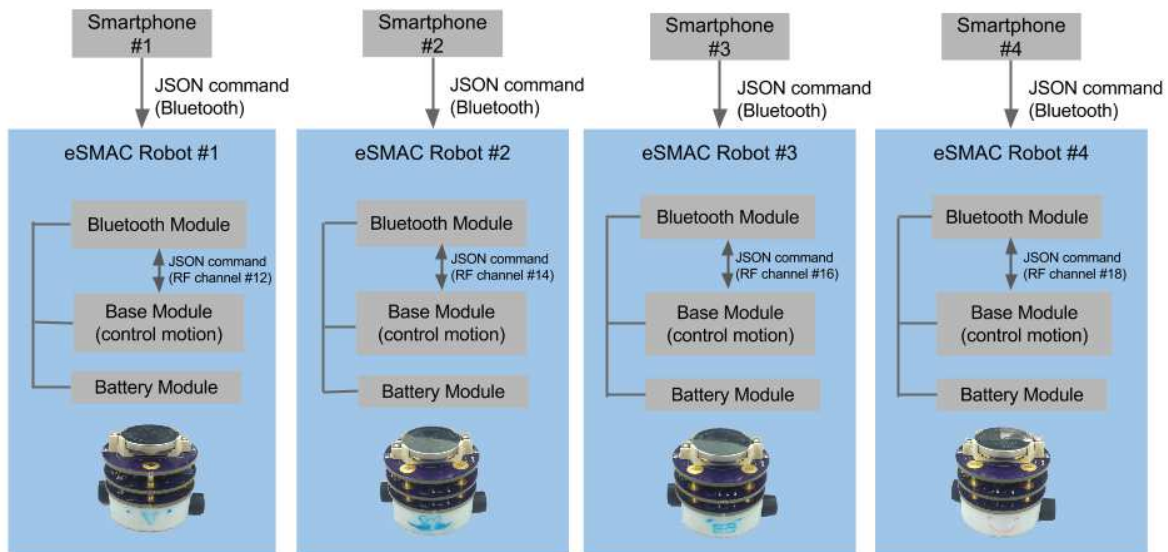 Smartphone
#1
JSON command
(Bluetooth)
eSMAC Robot #1
Bluetooth Module
JSON command
(RF channel #12)
Base Module
(control motion)
Battery Module
Smartphone
#2
JSON command
(Bluetooth)
eSMAC Robot #2
Bluetooth Module
JSON command
(RF channel #14)
Base Module
(control motion)
Battery Module
Smartphone
#3
JSON command
(Bluetooth)
eSMAC Robot #3
Bluetooth Module
JSON command
(RF channel #16)
Base Module
(control motion)
Battery Module
Smartphone
#4
JSON command
(Bluetooth)
eSMAC Robot #4
Bluetooth Module
JSON command
(RF channel #18)
Base Module
(control motion)
Battery Module